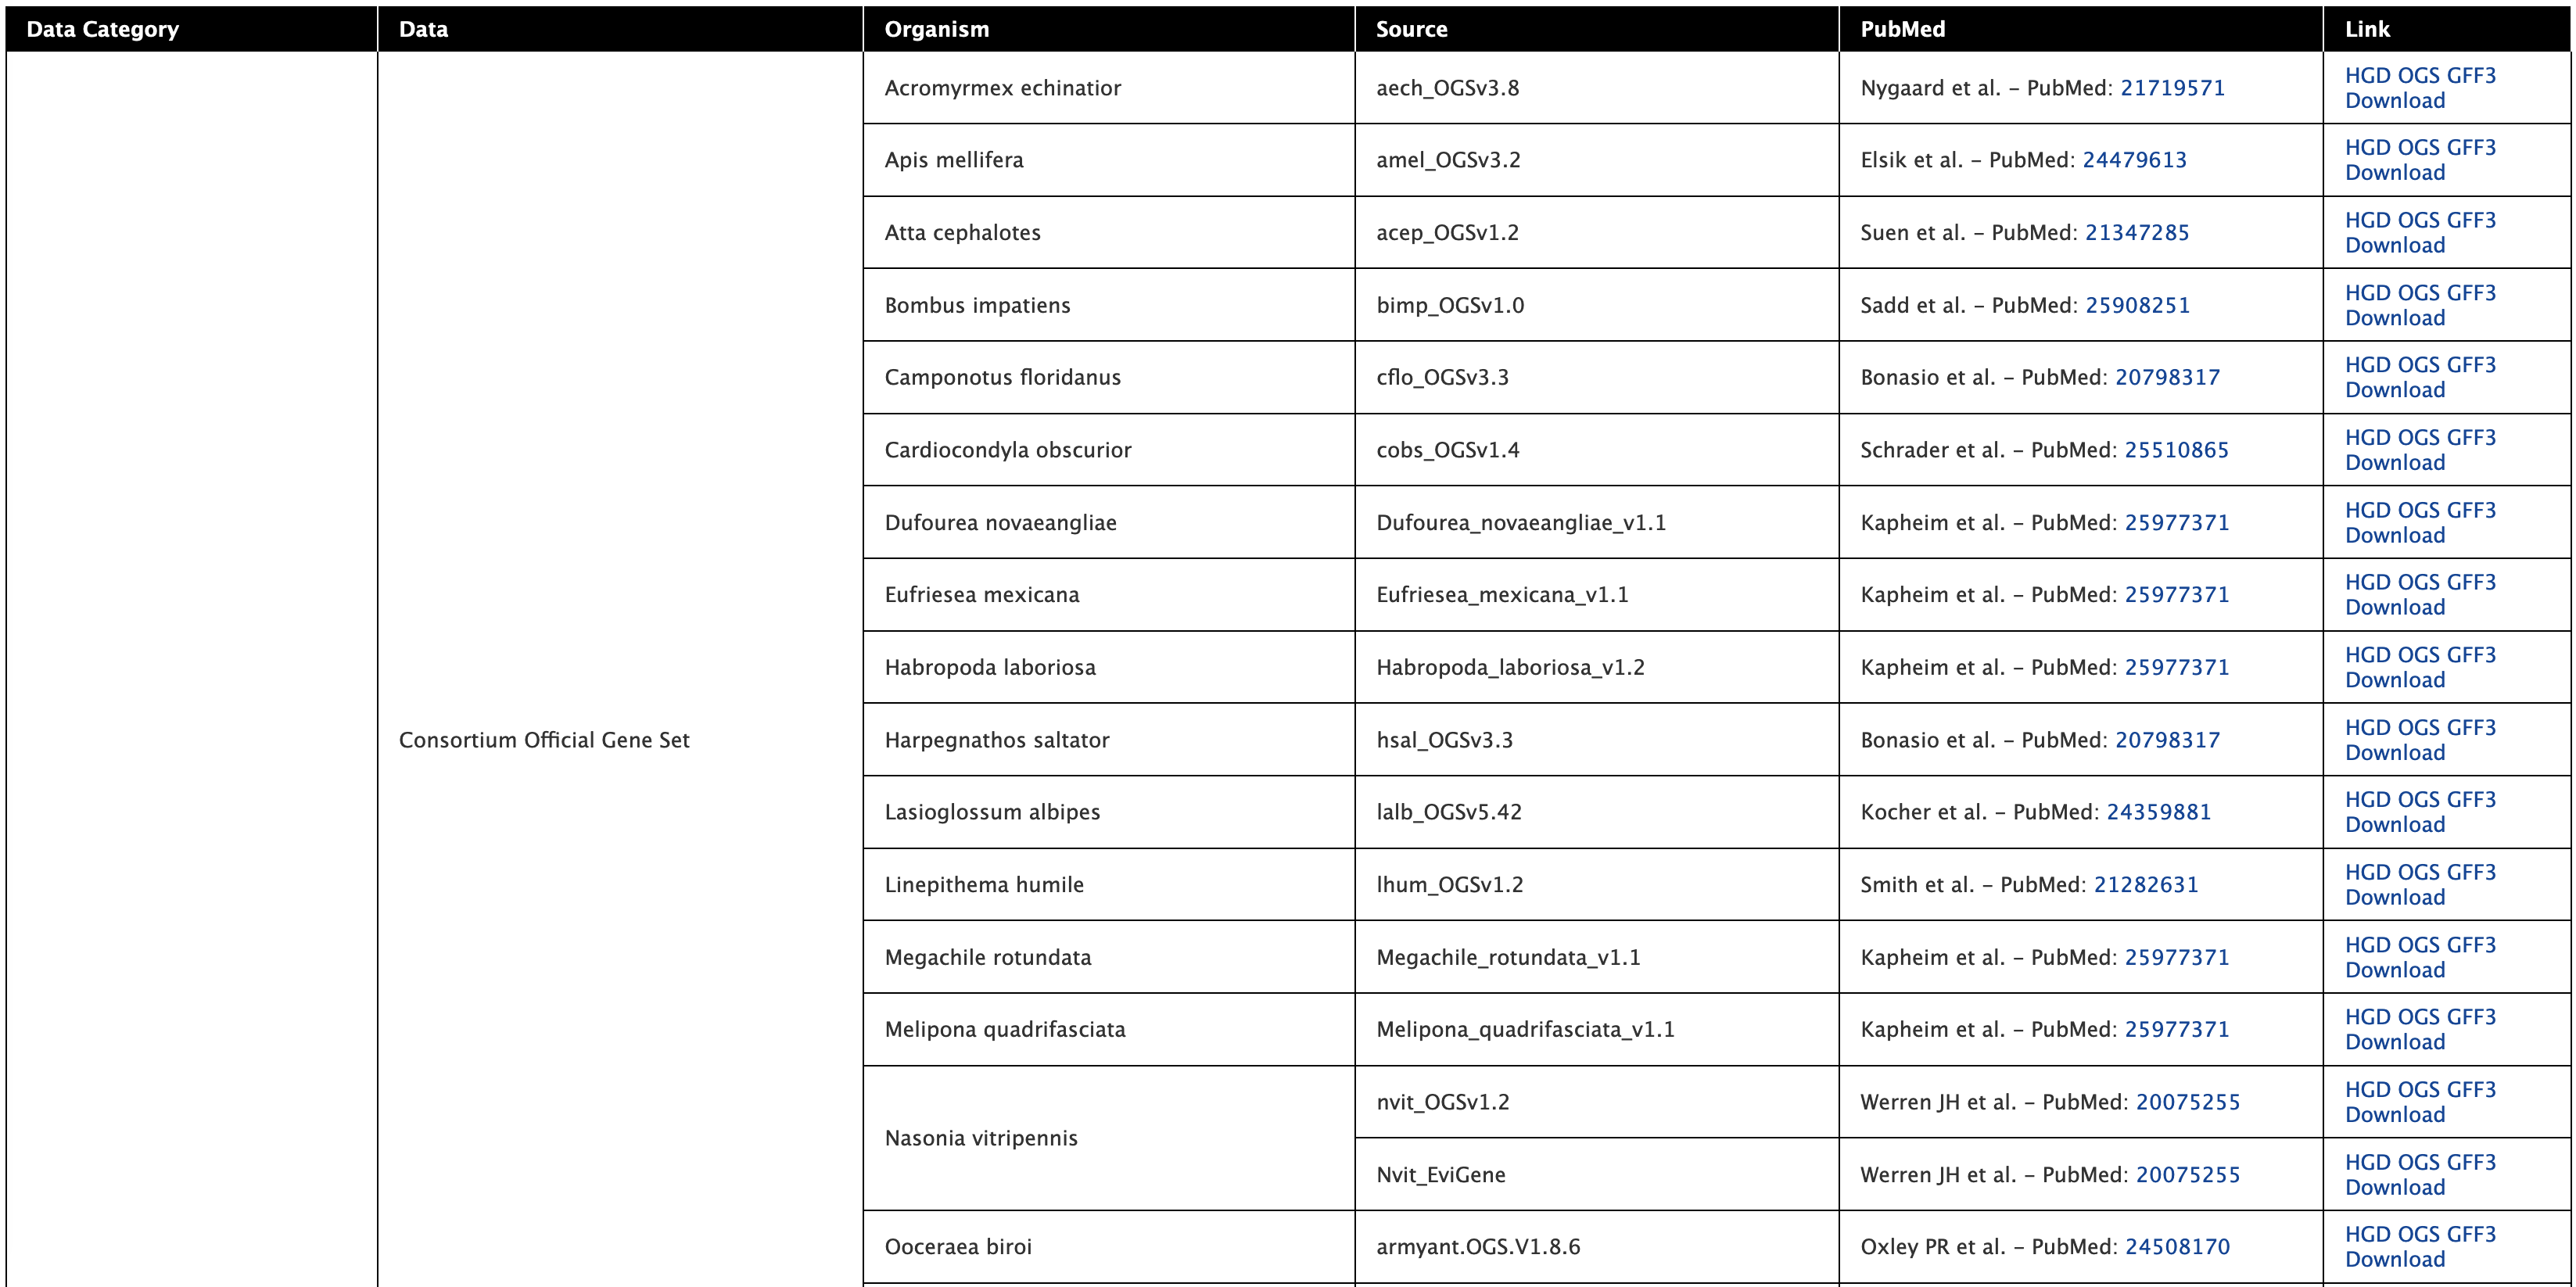 Data Category Data Organism Source PubMed Link
Acromyrmex echinatior aech_OGSv3.8 Nygaard et al. – PubMed: 21719571 HGD OGS GFF3
Download
Apis mellifera amel_OGSv3.2 Elsik et al. – PubMed: 24479613 HGD OGS GFF3
Download
Atta cephalotes acep_OGSv1.2 Suen et al. – PubMed: 21347285 HGD OGS GFF3
Download
Bombus impatiens bimp_OGSv1.0 Sadd et al. – PubMed: 25908251 HGD OGS GFF3
Download
Camponotus floridanus cflo_OGSv3.3 Bonasio et al. – PubMed: 20798317 HGD OGS GFF3
Download
Cardiocondyla obscurior cobs_OGSv1.4 Schrader et al. – PubMed: 25510865 HGD OGS GFF3
Download
Dufourea novaeangliae Dufourea_novaeangliae_v1.1 Kapheim et al. – PubMed: 25977371 HGD OGS GFF3
Download
Eufriesea mexicana Eufriesea_mexicana_v1.1 Kapheim et al. – PubMed: 25977371 HGD OGS GFF3
Download
Habropoda laboriosa Habropoda_laboriosa_v1.2 Kapheim et al. – PubMed: 25977371 HGD OGS GFF3
Download
Consortium Official Gene Set Harpegnathos saltator hsal_OGSv3.3 Bonasio et al. – PubMed: 20798317 HGD OGS GFF3
Download
Lasioglossum albipes lalb_OGSv5.42 Kocher et al. – PubMed: 24359881 HGD OGS GFF3
Download
Linepithema humile lhum_OGSv1.2 Smith et al. – PubMed: 21282631 HGD OGS GFF3
Download
Megachile rotundata Megachile_rotundata_v1.1 Kapheim et al. – PubMed: 25977371 HGD OGS GFF3
Download
Melipona quadrifasciata Melipona_quadrifasciata_v1.1 Kapheim et al. – PubMed: 25977371 HGD OGS GFF3
Download
Nasonia vitripennis nvit_OGSv1.2 Werren JH et al. – PubMed: 20075255 HGD OGS GFF3
Download
Nvit_EviGene Werren JH et al. – PubMed: 20075255 HGD OGS GFF3
Download
Ooceraea biroi armyant.OGS.V1.8.6 Oxley PR et al. – PubMed: 24508170 HGD OGS GFF3
Download